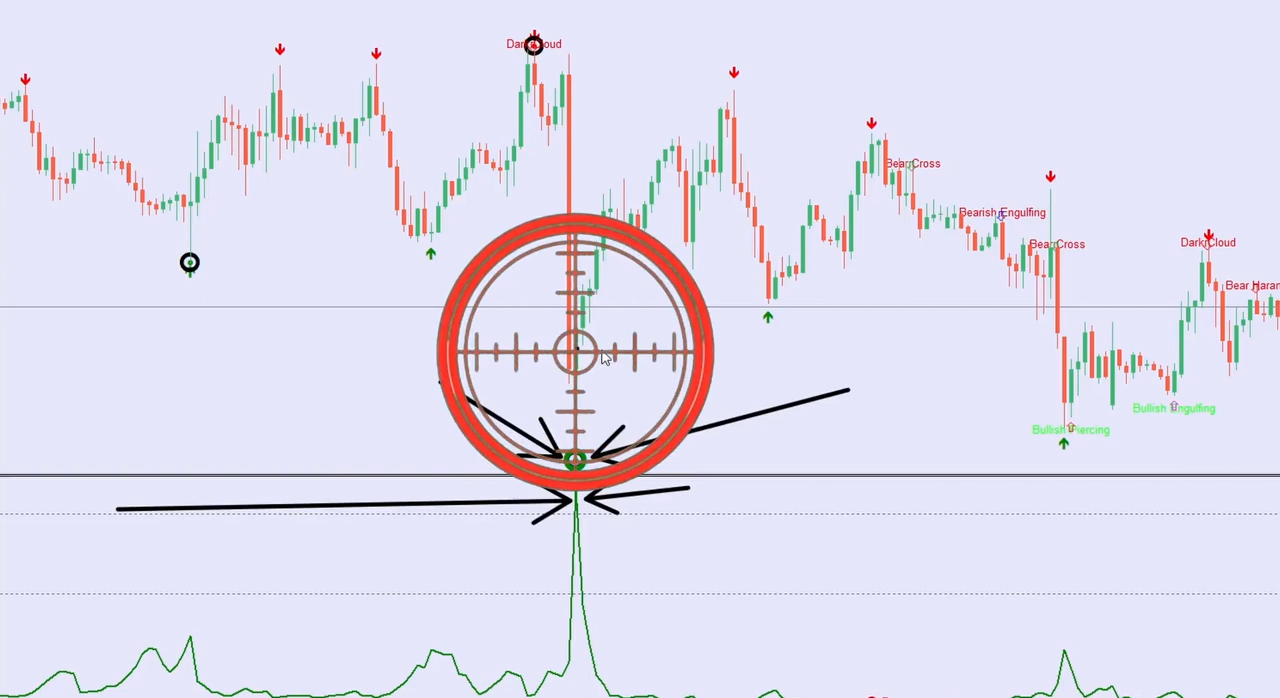 Dark Cloud
Bear Cross
Bearish Engulfing
Bear Cross
Dark Cloud
Bear Haram
Bullish Engulfing
Bullish Piercing